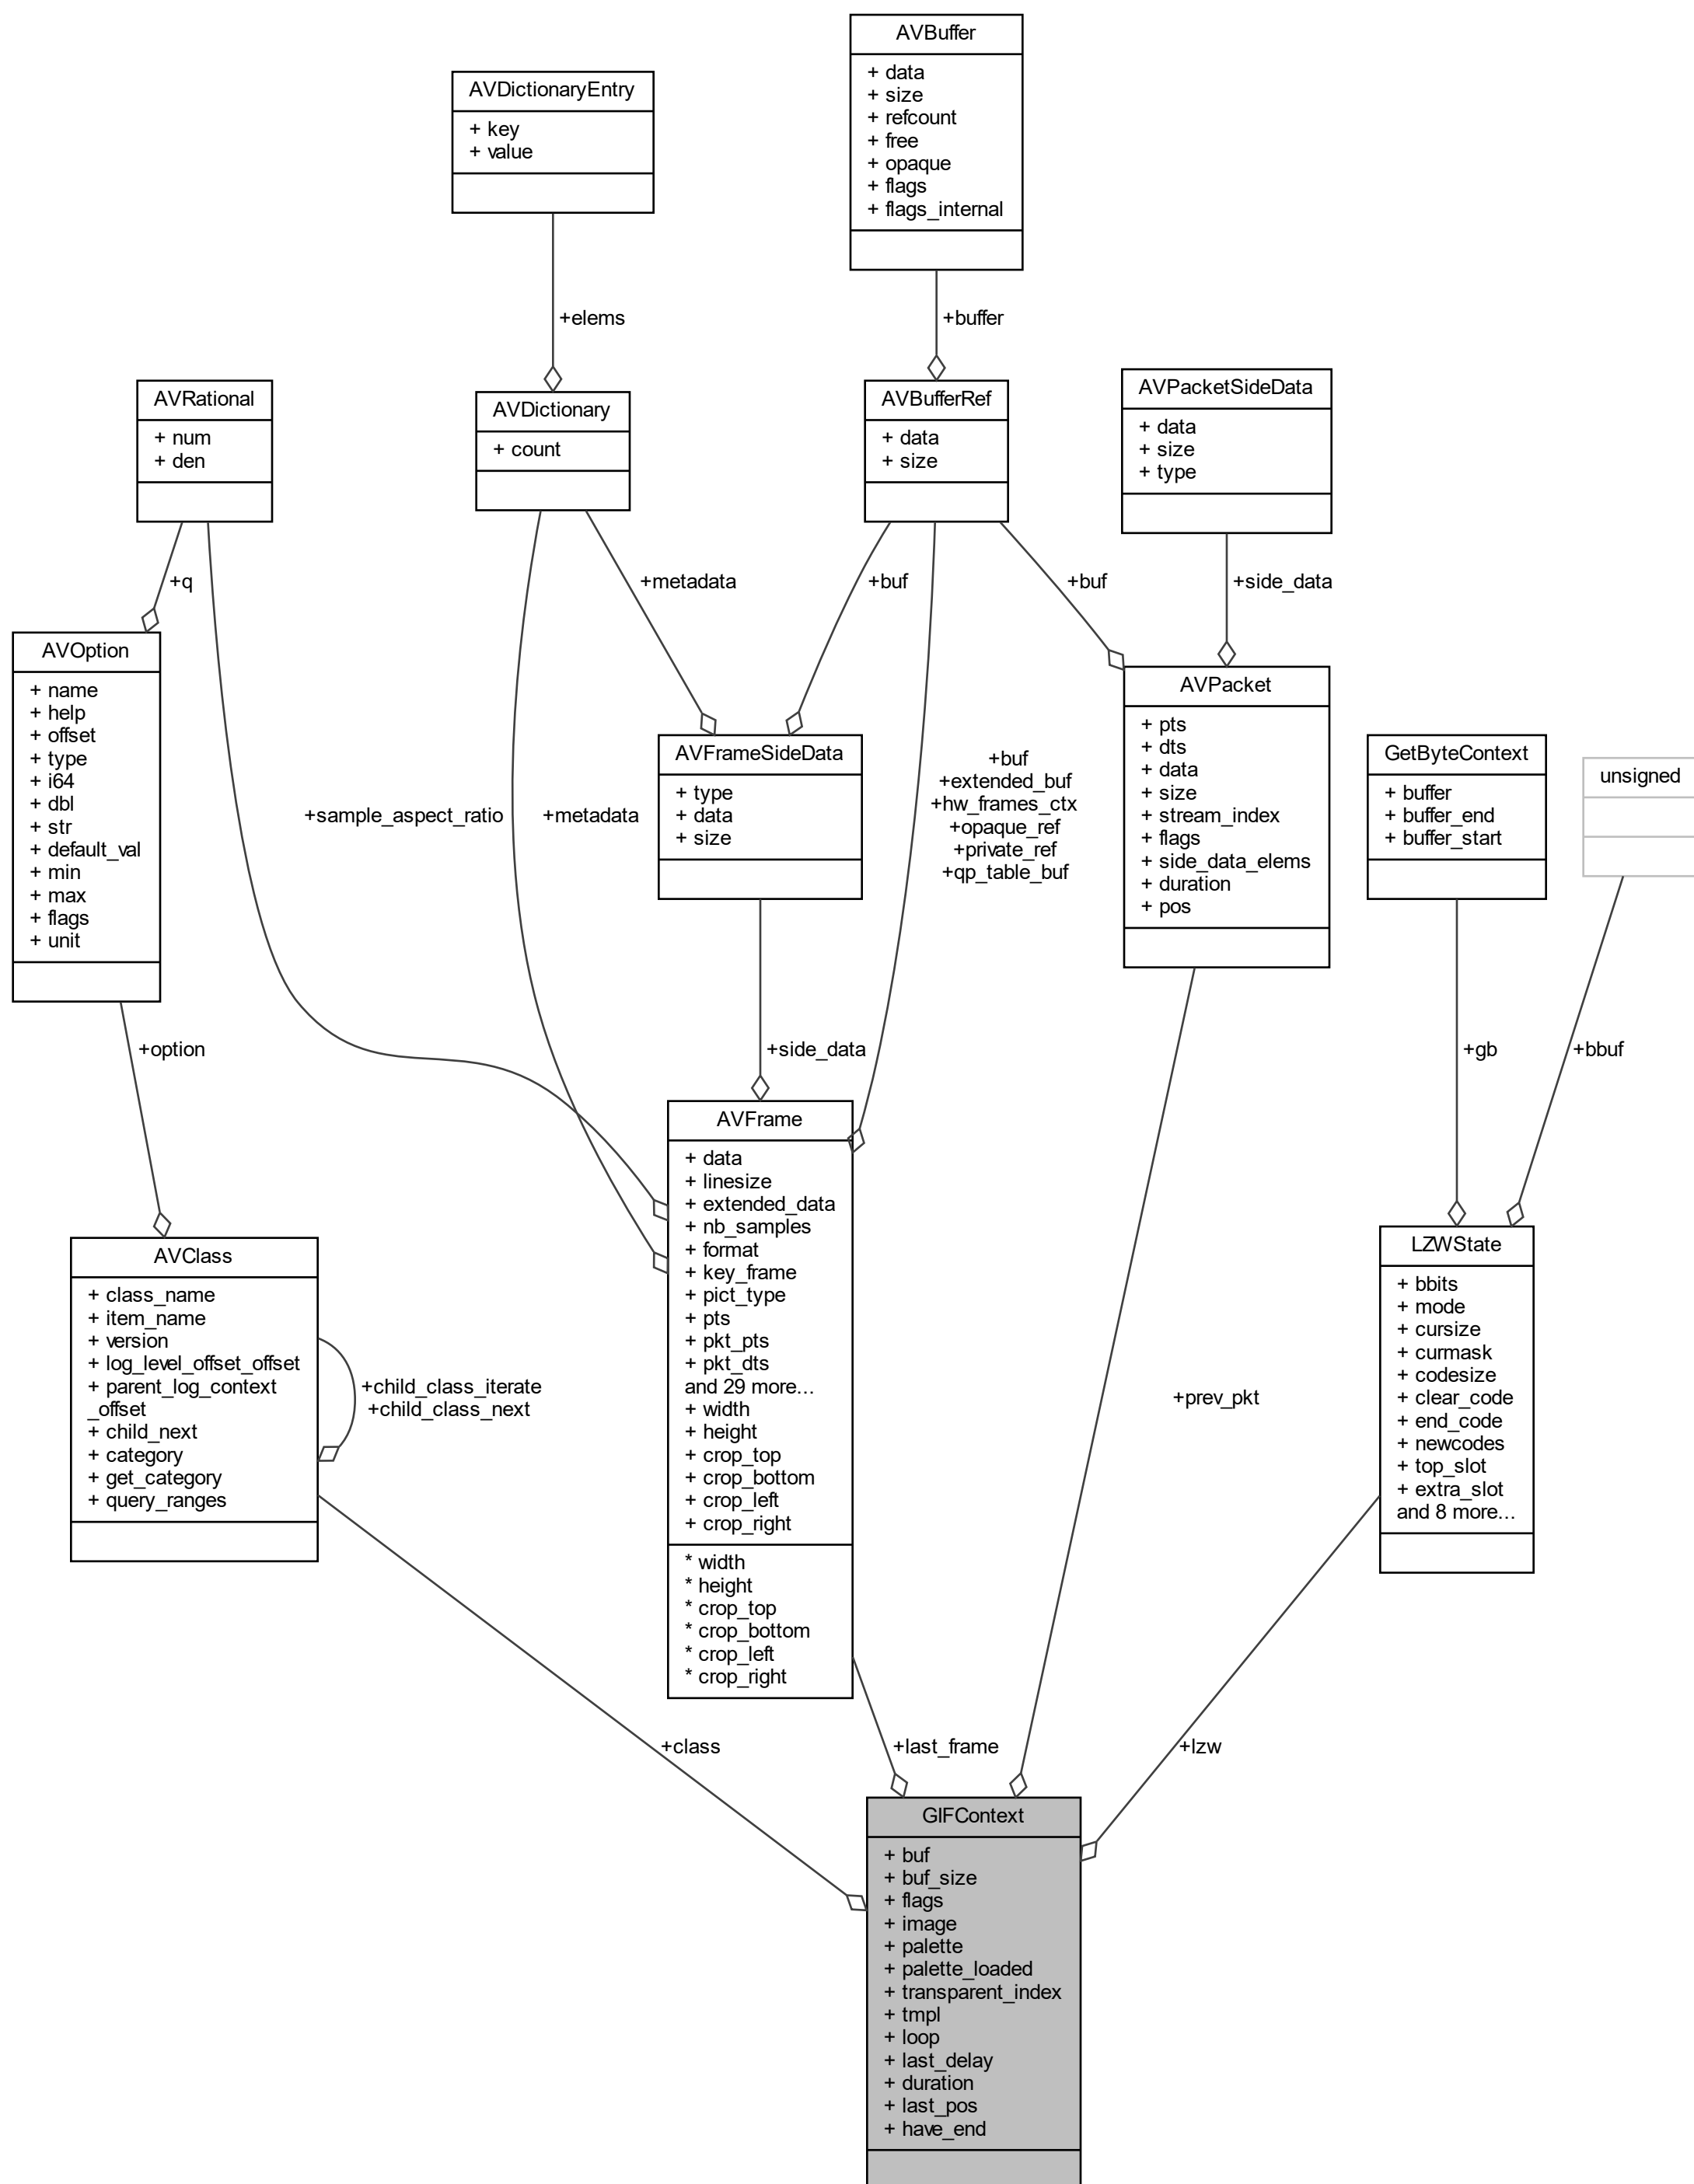 AVBuffer
+ data
+ size
+ refcount
+ free
+ opaque
+ flags
+ flags_internal
AVDictionaryEntry
+ key
+ value
+elems
+buffer
AVRational
+ num
+ den
AVDictionary
+ count
AVBufferRef
+ data
+ size
AVPacketSideData
+ data
+ size
+ type
+q
+metadata
+buf
+buf
+side_data
AVOption
+ name
+ help
+ offset
+ type
+ i64
+ dbl
+ str
+ default_val
+ min
+ max
+ flags
+ unit
+sample_aspect_ratio
+metadata
AVFrameSideData
+ type
+ data
+ size
+buf
+extended_buf
+hw_frames_ctx
+opaque_ref
+private_ref
+qp_table_buf
AVPacket
+ pts
+ dts
+ data
+ size
+ stream_index
+ flags
+ side_data_elems
+ duration
+ pos
GetByteContext
+ buffer
+ buffer_end
+ buffer_start
unsigned
+option
+side_data
+gb
+bbuf
AVClass
+ class_name
+ item_name
+ version
+ log_level_offset_offset
+ parent_log_context
_offset
+ child_next
+ category
+ get_category
+ query_ranges
+child_class_iterate
+child_class_next
AVFrame
+ data
+ linesize
+ extended_data
+ nb_samples
+ format
+ key_frame
+ pict_type
+ pts
+ pkt_pts
+ pkt_dts
and 29 more...
+ width
+ height
+ crop_top
+ crop_bottom
+ crop_left
+ crop_right
* width
* height
* crop_top
* crop_bottom
* crop_left
* crop_right
+prev_pkt
LZWState
+ bbits
+ mode
+ cursize
+ curmask
+ codesize
+ clear_code
+ end_code
+ newcodes
+ top_slot
+ extra_slot
and 8 more...
+class
+last_frame
+lzw
GIFContext
+ buf
+ buf_size
+ flags
+ image
+ palette
+ palette_loaded
+ transparent_index
+ tmpl
+ loop
+ last_delay
+ duration
+ last_pos
+ have_end